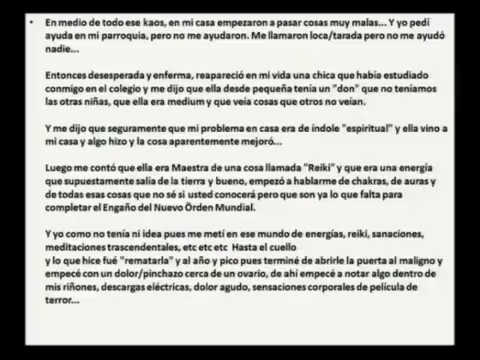 • En medio de todo ese kaos, en mi casa empezaron a pasar cosas muy malas... Y yo pedí
ayuda en mi parroquia, pero no me ayudaron. Me llamaron loca/tarada pero no me ayudó
nadie...
Entonces desesperada y enferma, reapareció en mi vida una chica que había estudiado
conmigo en el colegio y me dijo que ella desde pequeña tenía un "don" que no teníamos
las otras niñas, que ella era medium y que veía cosas que otros no veían.
Y me dijo que seguramente que mi problema en casa era de índole "espiritual" y ella vino a
mi casa y algo hizo y la cosa aparentemente mejoró...
Luego me contó que ella era Maestra de una cosa llamada "Reiki" y que era una energía
que supuestamente salía de la tierra y bueno, empezó a hablarme de chakras, de auras y
de todas esas cosas que no sé si usted conocerá pero que son ya lo que falta para
completar el Engaño del Nuevo Örden Mundial.
Y yo como no tenía ni idea pues me metí en ese mundo de energías, reiki, sanaciones,
meditaciones trascendentales, etc etc etc  Hasta el cuello
y lo que hice fué "rematarla" y al año y pico pues terminé de abrirle la puerta al maligno y
empecé con un dolor/pinchazo cerca de un ovario, de ahí empecé a notar algo dentro de
mis riñones, descargas eléctricas, dolor agudo, sensaciones corporales de película de
terror...